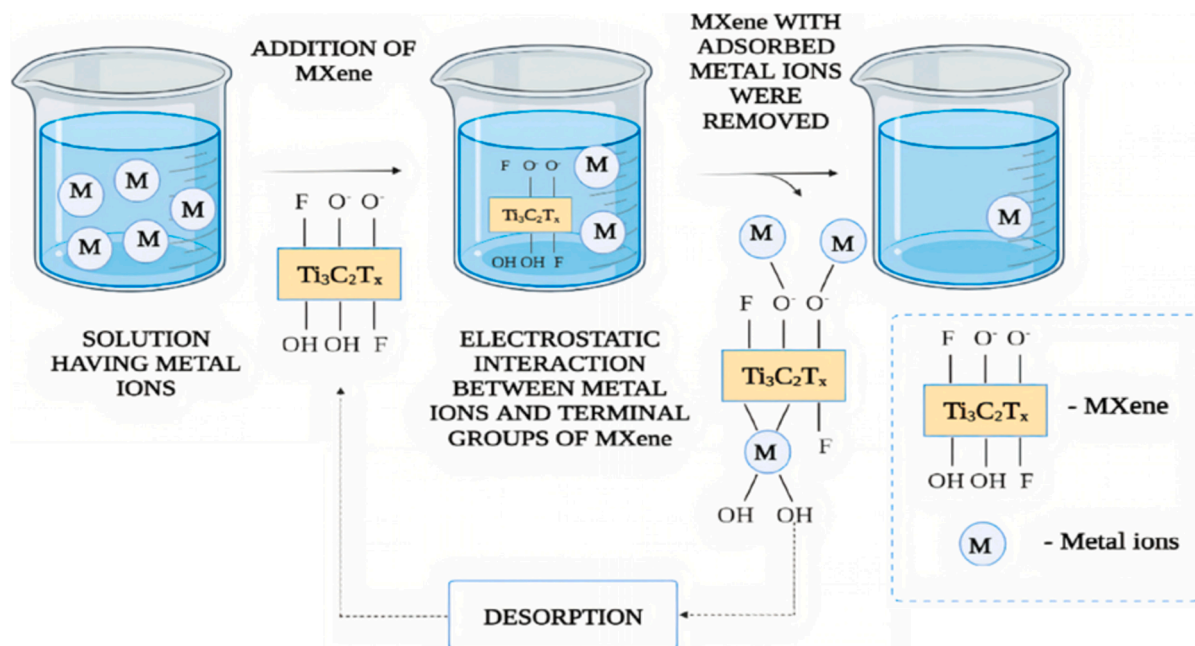 ADDITION OF
MXene
MXene WITH
ADSORBED
METAL IONS
WERE
REMOVED
M
M
M
M
M
F O⁻ O⁻
Ti₃C₂Tₓ
OH OH F
F O⁻ O⁻
Ti₃C₂Tₓ
OH OH F
M
M
M
M
F O⁻ O⁻
Ti₃C₂Tₓ
M
F
OH OH
M
SOLUTION
HAVING METAL
IONS
ELECTROSTATIC
INTERACTION
BETWEEN METAL
IONS AND TERMINAL
GROUPS OF MXene
F O⁻ O⁻
Ti₃C₂Tₓ
- MXene
OH OH F
M
- Metal ions
DESORPTION